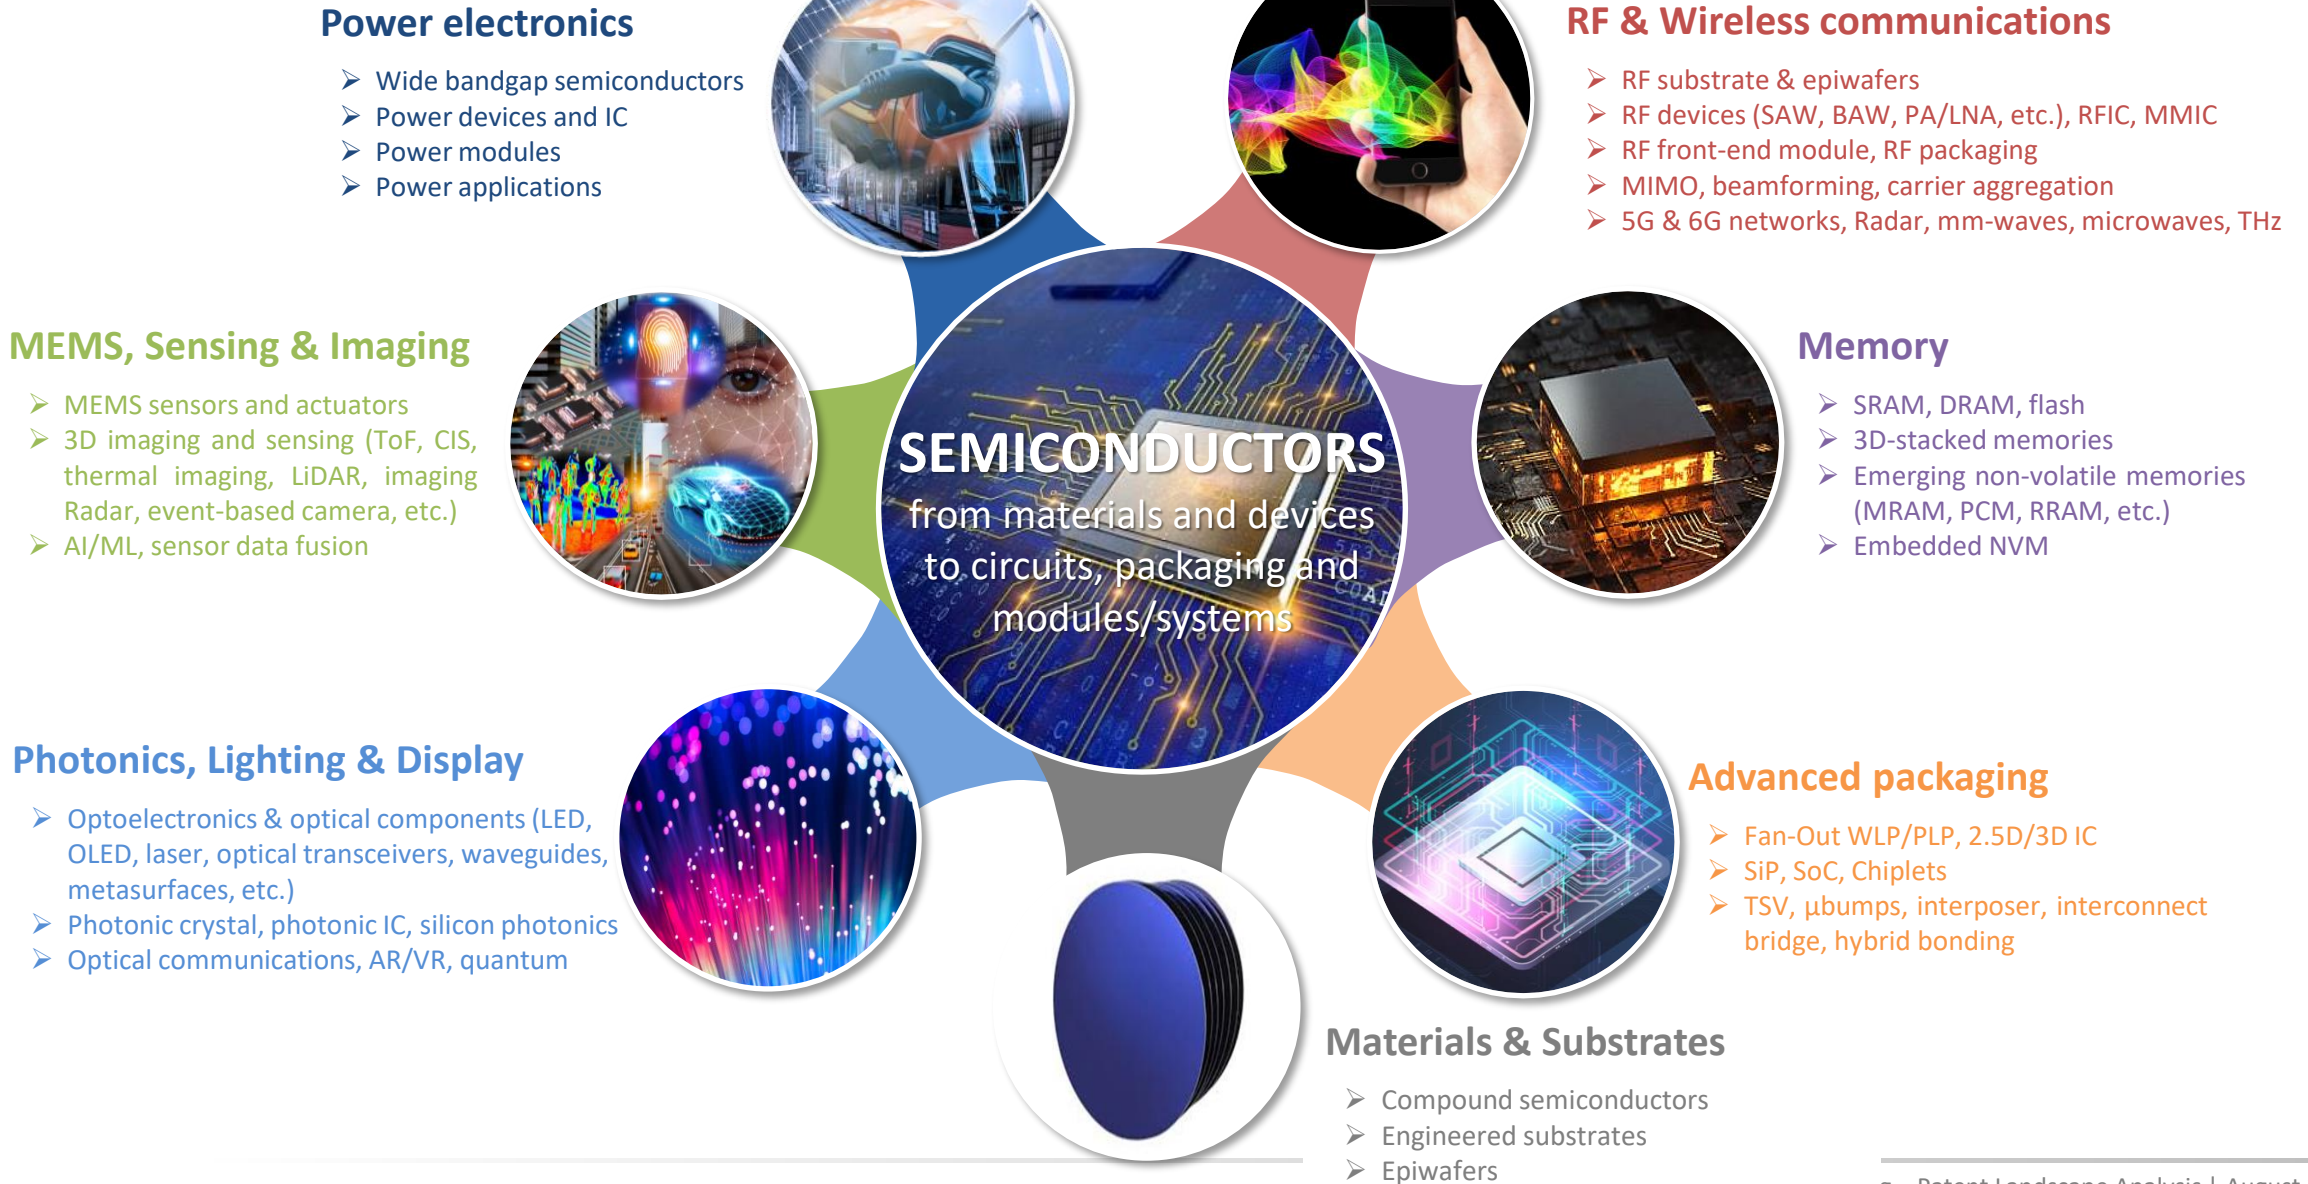 Power electronics
Wide bandgap semiconductors
Power devices and IC
Power modules
Power applications
RF & Wireless communications
RF substrate & epiwafers
RF devices (SAW, BAW, PA/LNA, etc.), RFIC, MMIC
RF front-end module, RF packaging
MIMO, beamforming, carrier aggregation
5G & 6G networks, Radar, mm-waves, microwaves, THz
MEMS, Sensing & Imaging
MEMS sensors and actuators
3D imaging and sensing (ToF, CIS,
thermal imaging, LiDAR, imaging
Radar, event-based camera, etc.)
AI/ML, sensor data fusion
SEMICONDUCTORS
from materials and devices
to circuits, packaging and
modules/systems
Memory
SRAM, DRAM, flash
3D-stacked memories
Emerging non-volatile memories
(MRAM, PCM, RRAM, etc.)
Embedded NVM
Photonics, Lighting & Display
Optoelectronics & optical components (LED,
OLED, laser, optical transceivers, waveguides,
metasurfaces, etc.)
Photonic crystal, photonic IC, silicon photonics
Optical communications, AR/VR, quantum
Advanced packaging
Fan-Out WLP/PLP, 2.5D/3D IC
SiP, SoC, Chiplets
TSV, µbumps, interposer, interconnect
bridge, hybrid bonding
Materials & Substrates
Compound semiconductors
Engineered substrates
Epiwafers
Patent Landscape Analysis | August